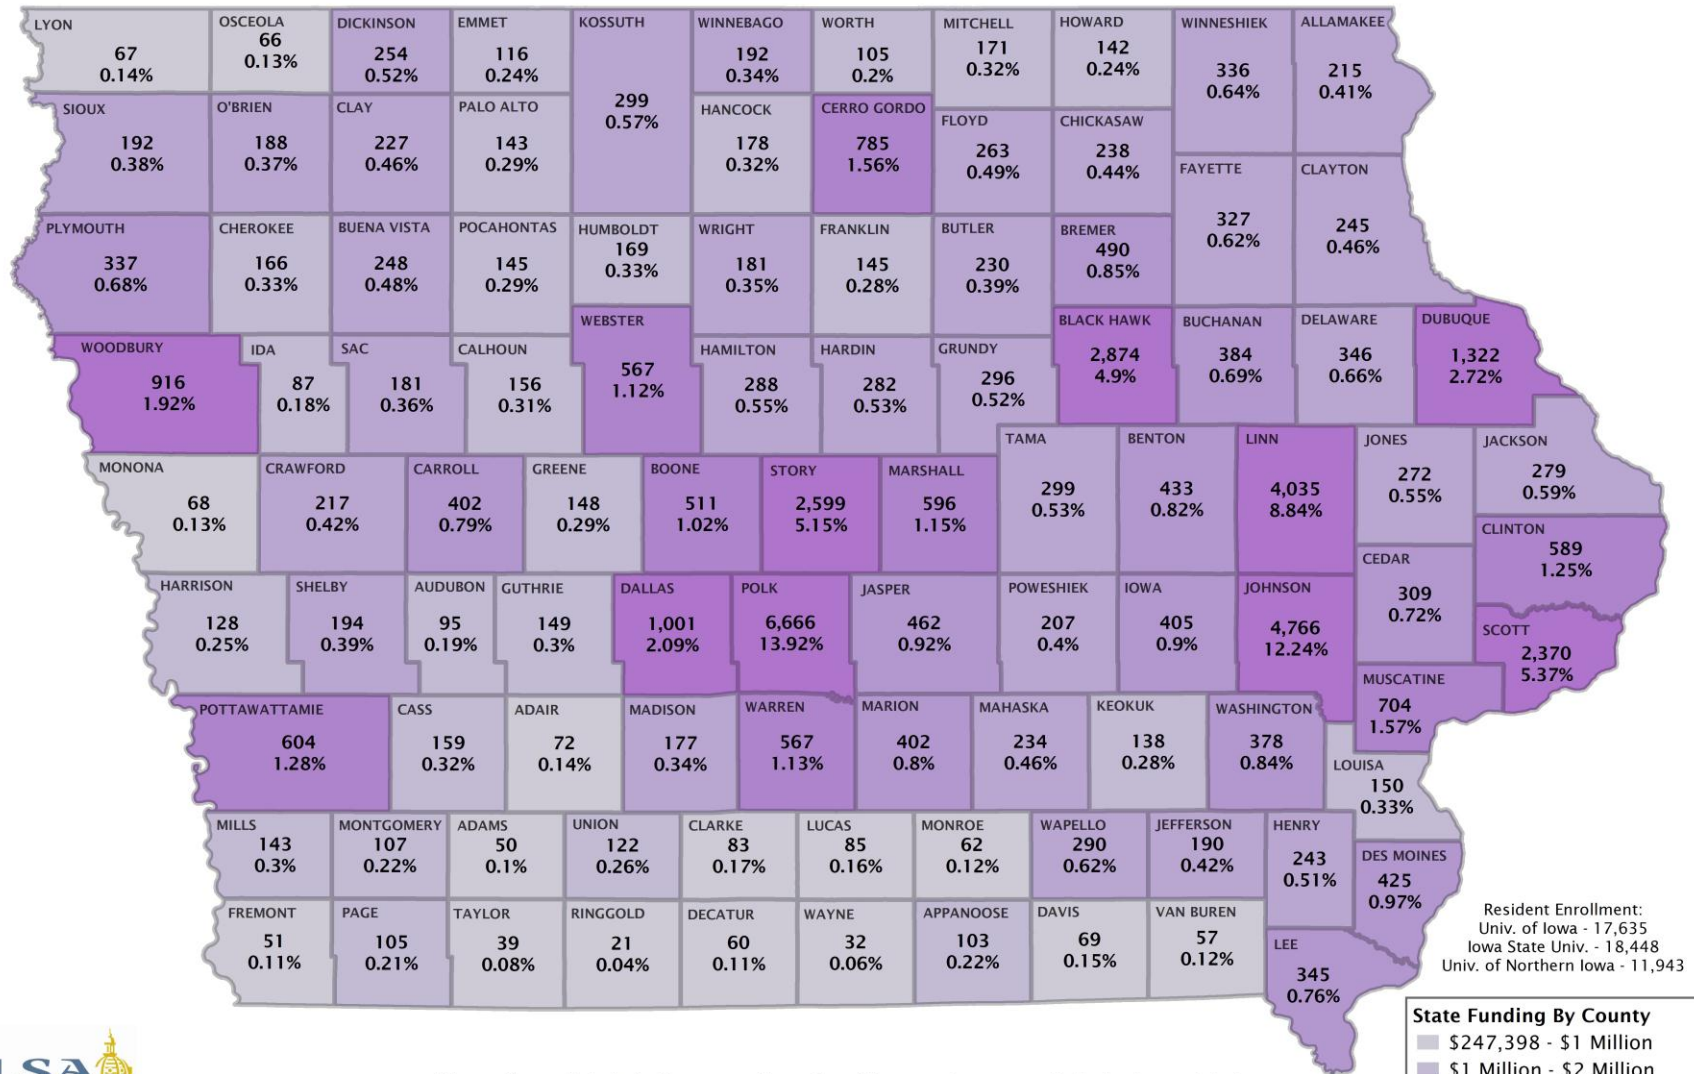 LYON
67
0.14%
OSCEOLA
66
0.13%
DICKINSON
254
0.52%
EMMET
116
0.24%
KOSSUTH
299
0.57%
WINNEBAGO
192
0.34%
WORTH
105
0.2%
MITCHELL
171
0.32%
HOWARD
142
0.24%
WINNESHIEK
336
0.64%
ALLAMAKEE
215
0.41%
SIOUX
192
0.38%
O'BRIEN
188
0.37%
CLAY
227
0.46%
PALO ALTO
143
0.29%
HANCOCK
178
0.32%
CERRO GORDO
785
1.56%
FLOYD
263
0.49%
CHICKASAW
238
0.44%
FAYETTE
327
0.62%
CLAYTON
245
0.46%
PLYMOUTH
337
0.68%
CHEROKEE
166
0.33%
BUENA VISTA
248
0.48%
POCAHONTAS
145
0.29%
HUMBOLDT
169
0.33%
WRIGHT
181
0.35%
FRANKLIN
145
0.28%
BUTLER
230
0.39%
BREMER
490
0.85%
WOODBURY
916
1.92%
IDA
87
0.18%
SAC
181
0.36%
CALHOUN
156
0.31%
WEBSTER
567
1.12%
HAMILTON
288
0.55%
HARDIN
282
0.53%
GRUNDY
296
0.52%
BLACK HAWK
2,874
4.9%
BUCHANAN
384
0.69%
DELAWARE
346
0.66%
DUBUQUE
1,322
2.72%
MONONA
68
0.13%
CRAWFORD
217
0.42%
CARROLL
402
0.79%
GREENE
148
0.29%
BOONE
511
1.02%
STORY
2,599
5.15%
MARSHALL
596
1.15%
TAMA
299
0.53%
BENTON
433
0.82%
LINN
4,035
8.84%
JONES
272
0.55%
JACKSON
279
0.59%
CLINTON
589
1.25%
HARRISON
128
0.25%
SHELBY
194
0.39%
AUDUBON
95
0.19%
GUTHRIE
149
0.3%
DALLAS
1,001
2.09%
POLK
6,666
13.92%
JASPER
462
0.92%
POWESHIEK
207
0.4%
IOWA
405
0.9%
JOHNSON
4,766
12.24%
CEDAR
309
0.72%
SCOTT
2,370
5.37%
MUSCATINE
704
1.57%
POTTAWATTAMIE
604
1.28%
CASS
159
0.32%
ADAIR
72
0.14%
MADISON
177
0.34%
WARREN
567
1.13%
MARION
402
0.8%
MAHASKA
234
0.46%
KEOKUK
138
0.28%
WASHINGTON
378
0.84%
LOUISA
150
0.33%
MILLS
143
0.3%
MONTGOMERY
107
0.22%
ADAMS
50
0.1%
UNION
122
0.26%
CLARKE
83
0.17%
LUCAS
85
0.16%
MONROE
62
0.12%
WAPELLO
290
0.62%
JEFFERSON
190
0.42%
HENRY
243
0.51%
DES MOINES
425
0.97%
FREMONT
51
0.11%
PAGE
105
0.21%
TAYLOR
39
0.08%
RINGGOLD
21
0.04%
DECATUR
60
0.11%
WAYNE
32
0.06%
APPANOOSE
103
0.22%
DAVIS
69
0.15%
VAN BUREN
57
0.12%
LEE
345
0.76%
Resident Enrollment:
Univ. of Iowa - 17,635
Iowa State Univ. - 18,448
Univ. of Northern Iowa - 11,943
State Funding By County
$247,398 - $1 Million
$1 Million - $2 Million
LSA